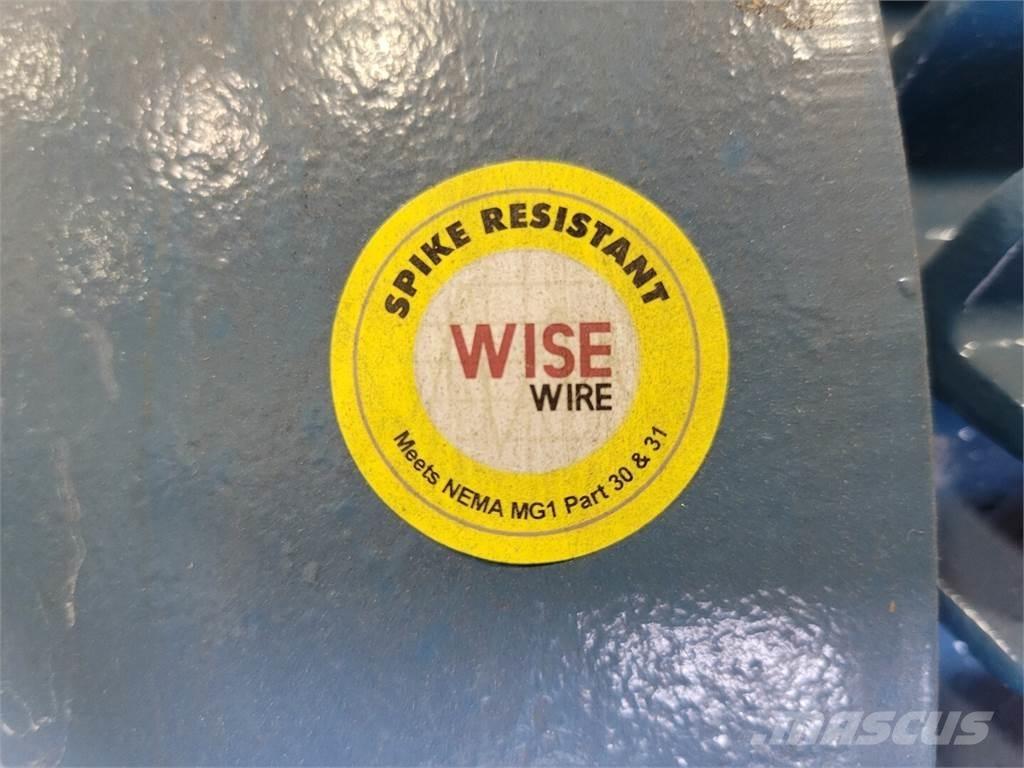 SPIKE RESISTANT
WISE
WIRE
Meets NEMA MG1 Part 30 & 31
MASCUS